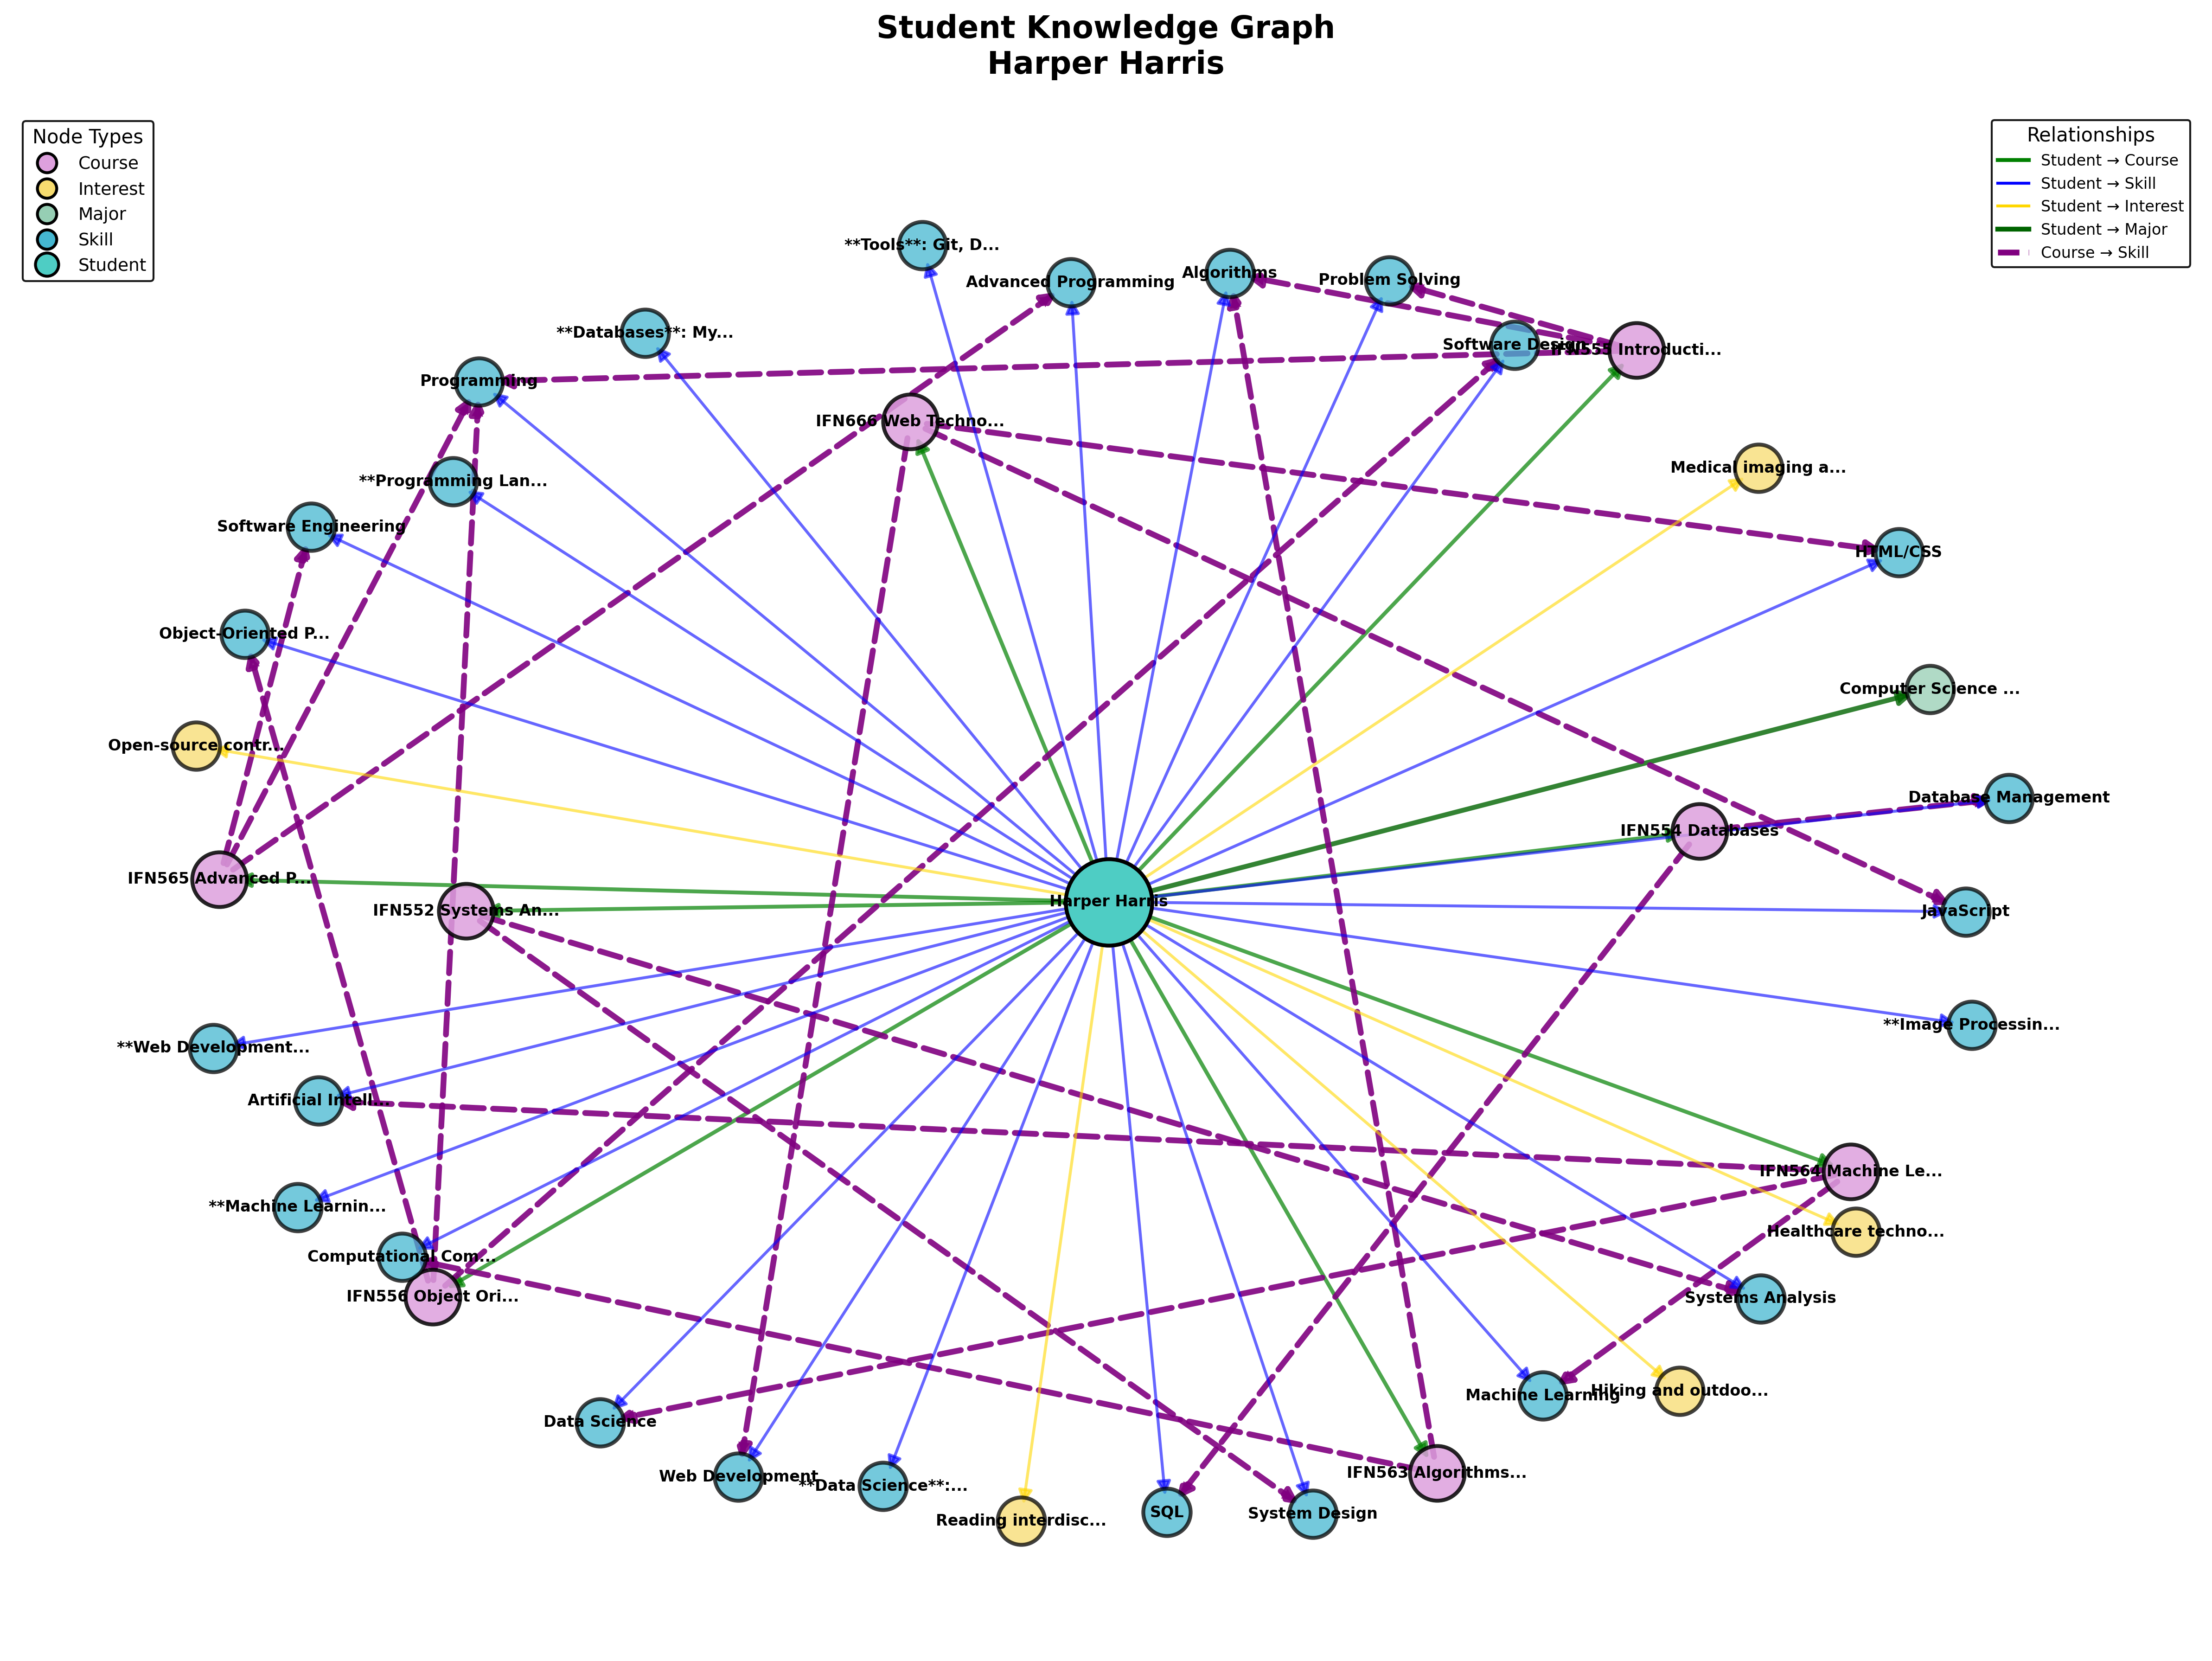 Student Knowledge Graph
Harper Harris
Node Types
Course
Interest
Major
Skill
Student
Relationships
Student → Course
Student → Skill
Student → Interest
Student → Major
Course → Skill
**Tools**: Git, D...
Advanced Programming
Algorithms
Problem Solving
**Databases**: My...
Software Design
IFN555 Introducti...
Programming
IFN666 Web Techno...
Medical imaging a...
**Programming Lan...
Software Engineering
HTML/CSS
Object-Oriented P...
Computer Science ...
Open-source contr...
Database Management
IFN554 Databases
IFN565 Advanced P...
Harper Harris
IFN552 Systems An...
JavaScript
**Image Processin...
**Web Development...
Artificial Intell...
IFN564 Machine Le...
**Machine Learnin...
Healthcare techno...
Computational Com...
IFN556 Object Ori...
Systems Analysis
Machine Learning
Hiking and outdoo...
Data Science
Web Development
IFN563 Algorithms...
**Data Science**:...
Reading interdisc...
SQL
System Design